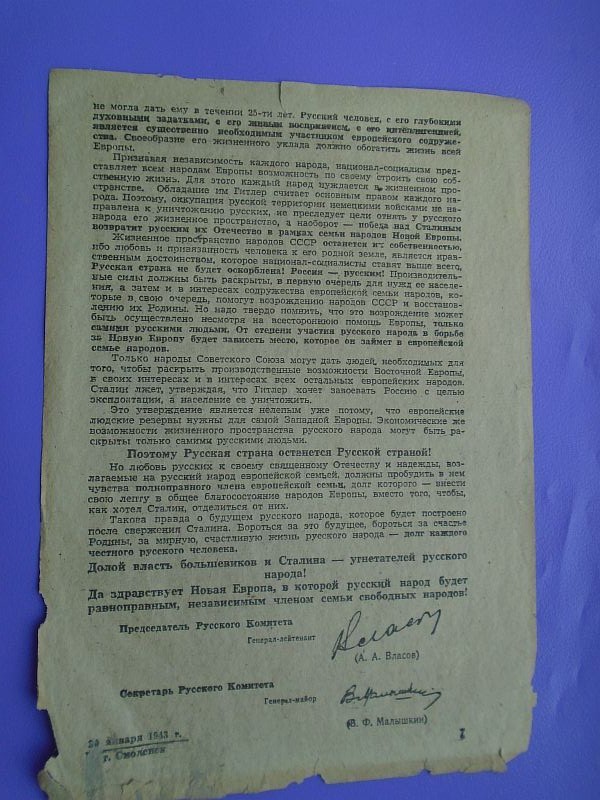 не могла дать ему в течении 25-ти лет. Русский человек, с его глубокими
духовными задатками, с его живым восприятием, с его интеллигенцией,
является существенно необходимым участником европейского содруже-
ства. Своеобразие его жизненного уклада должно обогатить жизнь всей
Европы.
Признавая независимость каждого народа, национал-социализм пред-
ставляет всем народам Европы возможность по своему строить свою соб-
ственную жизнь. Для этого каждый народ нуждается в жизненном про-
странстве. Обладание им Гитлер считает основным правом каждого на-
рода. Поэтому, оккупация русской территории немецкими войсками не на-
правлена к уничтожению русских, не преследует цели отнять у русского
народа его жизненное пространство, а наоборот — победа над Сталиным
возвратит русским их Отечество в рамках семьи народов Новой Европы.
Жизненное пространство народов СССР останется их собственностью,
ибо любовь и привязанность человека к его родной земле, является нрав-
ственным достоинством, которое национал-социалисты ставят выше всего.
Русская страна не будет оскорблена! Россия — русским! Производитель-
ные силы должны быть раскрыты, в первую очередь для нужд ее населе-
ния, а затем и в интересах содружества европейской семьи народов, ко-
торые в свою очередь, помогут возрождению народов СССР и восстанов-
лению их Родины. Но надо твердо помнить, что это возрождение может
быть осуществлено несмотря на всестороннюю помощь Европы, только
самими русскими людьми. От степени участия русского народа в борьбе
за Новую Европу будет зависеть место, которое он займет в европейской
семье народов.
Только народы Советского Союза могут дать людей, необходимых для
того, чтобы раскрыть производственные возможности Восточной Европы,
в своих интересах и в интересах всех остальных европейских народов.
Сталин лжет, утверждая, что Гитлер хочет завоевать Россию с целью
эксплоатации, а население ее уничтожить.
Это утверждение является нелепым уже потому, что европейские
людские резервы нужны для самой Западной Европы. Экономические же
возможности жизненного пространства русского народа могут быть ра-
скрыты только самими русскими людьми.
Поэтому Русская страна останется Русской страной!
Но любовь русских к своему священному Отечеству и надежды, воз-
лагаемые на русский народ европейской семьей, должны пробудить в нем
чувства полноправного члена европейской семьи, долг которого — внести
свою лепту в общее благосостояние народов Европы, вместо того, чтобы,
как хотел Сталин, отделиться от них.
Такова правда о будущем русского народа, которое будет построено
после свержения Сталина. Бороться за это будущее, бороться за счастье
Родины, за мирную, счастливую жизнь русского народа — долг каждого
честного русского человека.
Долой власть большевиков и Сталина — угнетателей русского
народа!
Да здравствует Новая Европа, в которой русский народ будет
равноправным, независимым членом семьи свободных народов!
Председатель Русского Комитета
Генерал-лейтенант
Власов
(А. А. Власов)
Секретарь Русского Комитета
Генерал-майор
В. Малышкин
(В. Ф. Малышкин)
30 января 1943 г.
г. Смоленск
7